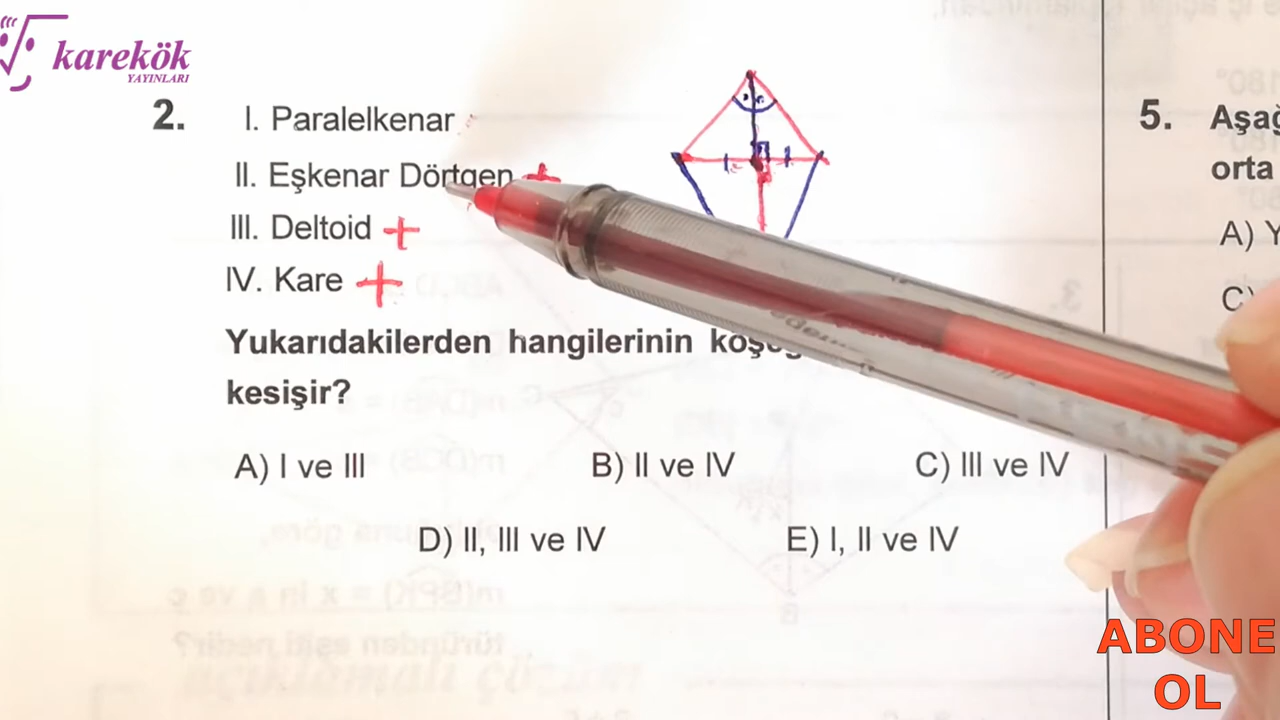 karekök
YAYINLARI
2.
I. Paralelkenar
II. Eşkenar Dörtgen +
III. Deltoid +
IV. Kare +
Yukarıdakilerden hangilerinin
kesişir?
A) I ve III
B) II ve IV
C) III ve IV
D) II, III ve IV
E) I, II ve IV
5.
orta
A)
C)
ABONE
OL